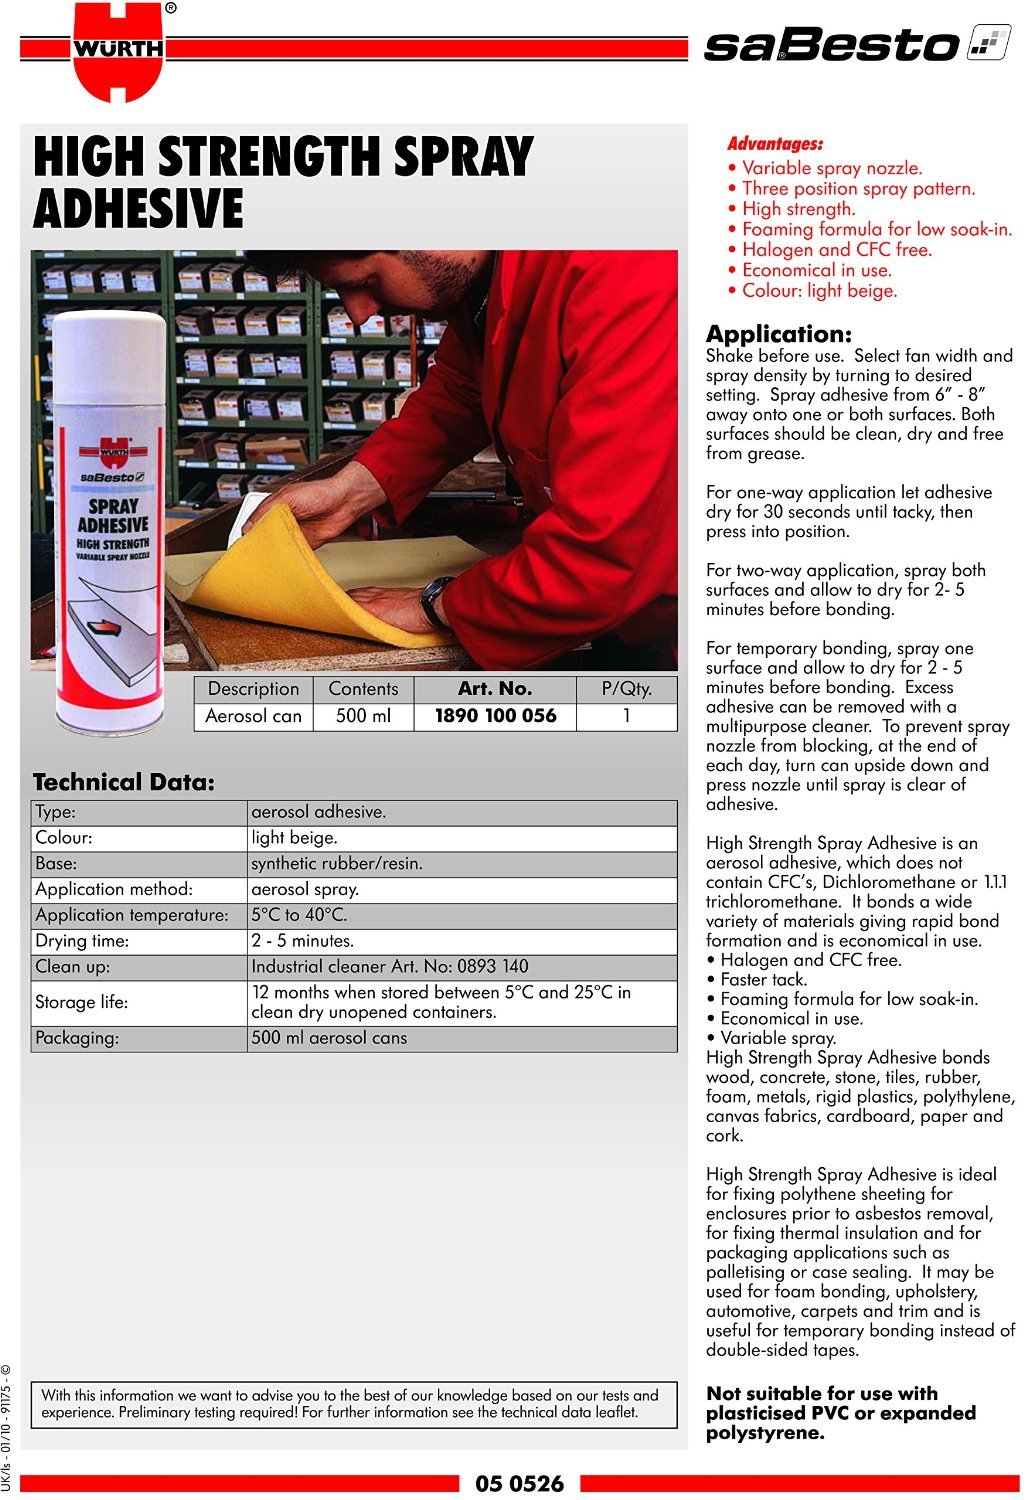 WÜRTH
®
saBesto
®
HIGH STRENGTH SPRAY
ADHESIVE
WÜRTH
saBesto
SPRAY
ADHESIVE
HIGH STRENGTH
VARIABLE SPRAY NOZZLE
Description Contents Art. No. P/Qty.
Aerosol can 500 ml 1890 100 056 1
Technical Data:
Type: aerosol adhesive.
Colour: light beige.
Base: synthetic rubber/resin.
Application method: aerosol spray.
Application temperature: 5°C to 40°C.
Drying time: 2 - 5 minutes.
Clean up: Industrial cleaner Art. No: 0893 140
Storage life: 12 months when stored between 5°C and 25°C in
clean dry unopened containers.
Packaging: 500 ml aerosol cans
With this information we want to advise you to the best of our knowledge based on our tests and
experience. Preliminary testing required! For further information see the technical data leaflet.
Advantages:
• Variable spray nozzle.
• Three position spray pattern.
• High strength.
• Foaming formula for low soak-in.
• Halogen and CFC free.
• Economical in use.
• Colour: light beige.
Application:
Shake before use. Select fan width and
spray density by turning to desired
setting. Spray adhesive from 6” - 8”
away onto one or both surfaces. Both
surfaces should be clean, dry and free
from grease.
For one-way application let adhesive
dry for 30 seconds until tacky, then
press into position.
For two-way application, spray both
surfaces and allow to dry for 2- 5
minutes before bonding.
For temporary bonding, spray one
surface and allow to dry for 2 - 5
minutes before bonding. Excess
adhesive can be removed with a
multipurpose cleaner. To prevent spray
nozzle from blocking, at the end of
each day, turn can upside down and
press nozzle until spray is clear of
adhesive.
High Strength Spray Adhesive is an
aerosol adhesive, which does not
contain CFC’s, Dichloromethane or 1.1.1
trichloromethane. It bonds a wide
variety of materials giving rapid bond
formation and is economical in use.
• Halogen and CFC free.
• Faster tack.
• Foaming formula for low soak-in.
• Economical in use.
• Variable spray.
High Strength Spray Adhesive bonds
wood, concrete, stone, tiles, rubber,
foam, metals, rigid plastics, polythylene,
canvas fabrics, cardboard, paper and
cork.
High Strength Spray Adhesive is ideal
for fixing polythene sheeting for
enclosures prior to asbestos removal,
for fixing thermal insulation and for
packaging applications such as
palletising or case sealing. It may be
used for foam bonding, upholstery,
automotive, carpets and trim and is
useful for temporary bonding instead of
double-sided tapes.
Not suitable for use with
plasticised PVC or expanded
polystyrene.
UK/ls - 01/10 - 91175 - ©
05 0526